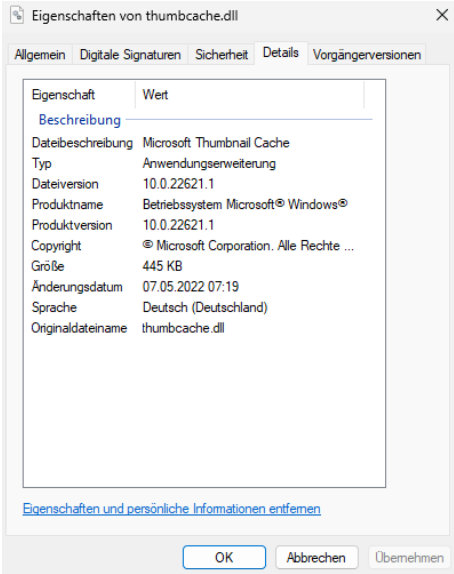 Eigenschaften von thumbcache.dll
Allgemein Digitale Signaturen Sicherheit Details Vorgängerversionen
Eigenschaft Wert
Beschreibung
Dateibeschreibung Microsoft Thumbnail Cache
Typ Anwendungserweiterung
Dateiversion 10.0.22621.1
Produktname Betriebssystem Microsoft® Windows®
Produktversion 10.0.22621.1
Copyright © Microsoft Corporation. Alle Rechte ...
Größe 445 KB
Änderungsdatum 07.05.2022 07:19
Sprache Deutsch (Deutschland)
Originaldateiname thumbcache.dll
Eigenschaften und persönliche Informationen entfernen
OK Abbrechen Übernehmen